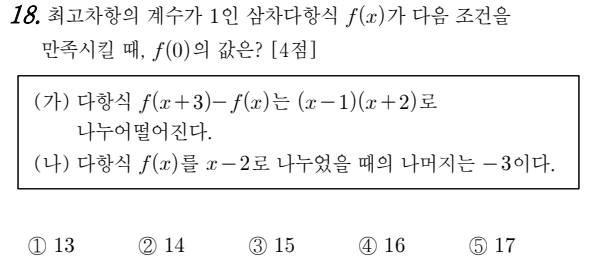 18. 최고차항의 계수가 1인 삼차다항식 f(x)가 다음 조건을
만족시킬 때, f(0)의 값은? [4점]
(가) 다항식 f(x+3)-f(x)는 (x-1)(x+2)로
나누어떨어진다.
(나) 다항식 f(x)를 x-2로 나누었을 때의 나머지는 -3이다.
① 13 ② 14 ③ 15 ④ 16 ⑤ 17